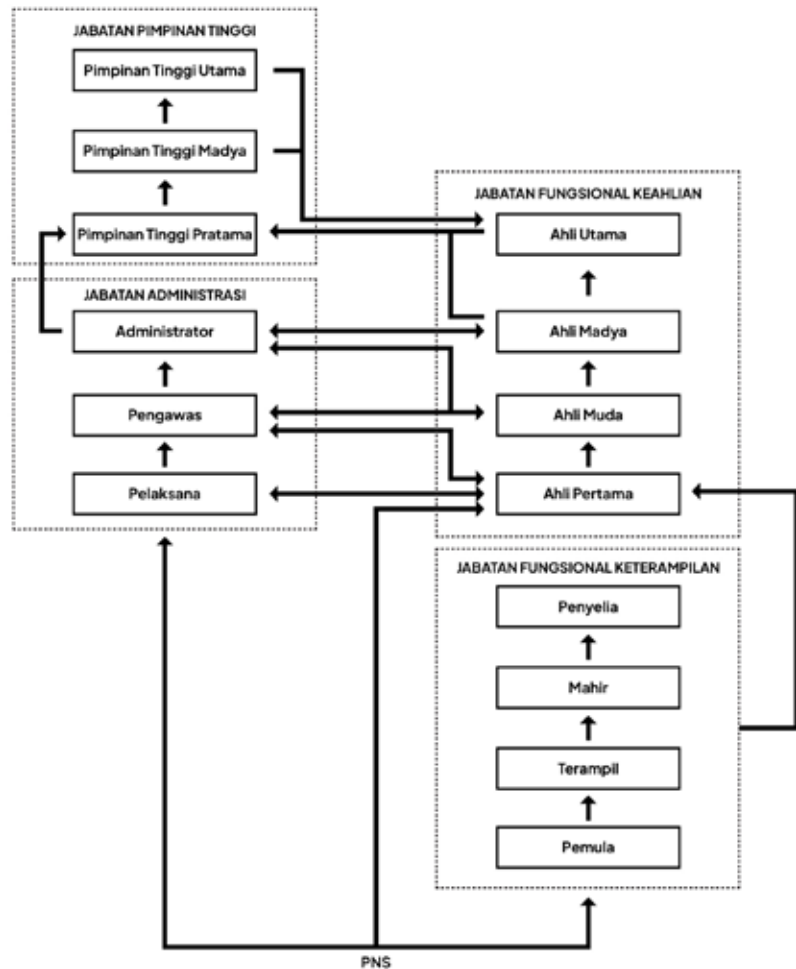 JABATAN PIMPINAN TINGGI
Pimpinan Tinggi Utama
Pimpinan Tinggi Madya
Pimpinan Tinggi Pratama
JABATAN ADMINISTRASI
Administrator
Pengawas
Pelaksana
JABATAN FUNGSIONAL KEAHLIAN
Ahli Utama
Ahli Madya
Ahli Muda
Ahli Pertama
JABATAN FUNGSIONAL KETERAMPILAN
Penyelia
Mahir
Terampil
Pemula
PNS